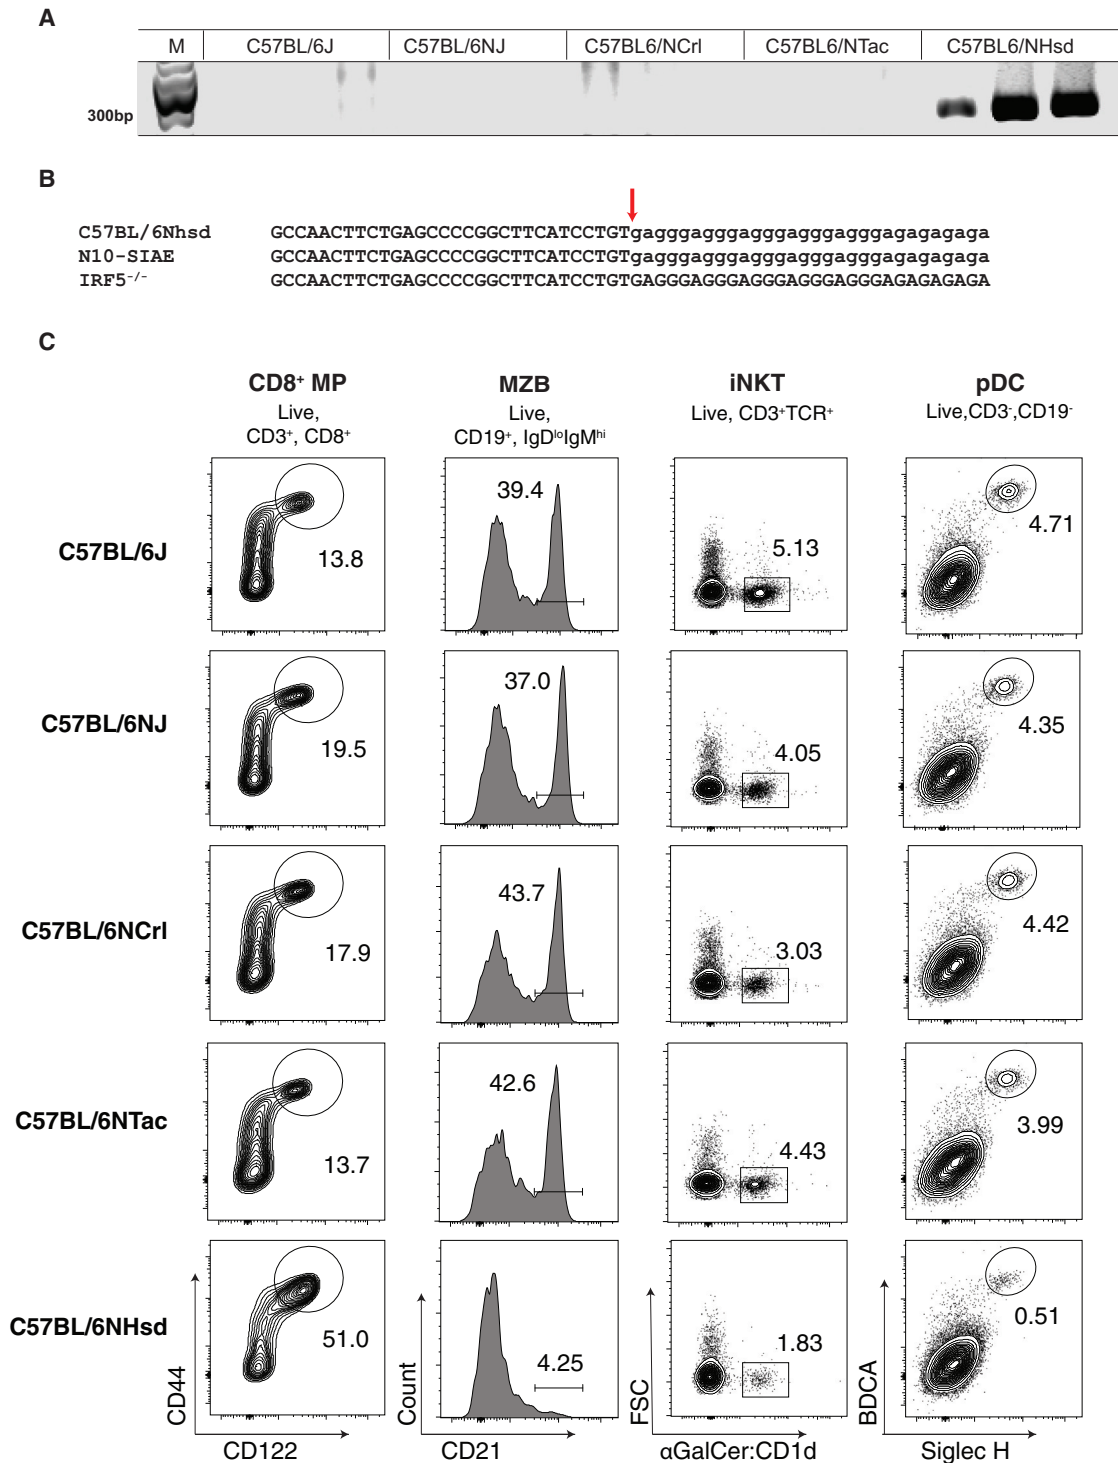 A
M C57BL/6J C57BL/6NJ C57BL6/NCrl C57BL6/NTac C57BL6/NHsd
300bp
B
C57BL/6Nhsd GCCAACTTCTGAGCCCCGGCTTCATCCTGTgagggagggagggagggagggagagagaga
N10-SIAE GCCAACTTCTGAGCCCCGGCTTCATCCTGTgagggagggagggagggagggagagagaga
IRF5-/- GCCAACTTCTGAGCCCCGGCTTCATCCTGTGAGGGAGGGAGGGAGGGAGGGAGAGAGAGA
C
CD8+ MP MZB iNKT pDC
Live, Live, Live, CD3+TCR+ Live,CD3-,CD19-
CD3+, CD8+ CD19+, IgDloIgMhi
C57BL/6J 13.8 39.4 5.13 4.71
C57BL/6NJ 19.5 37.0 4.05 4.35
C57BL/6NCrl 17.9 43.7 3.03 4.42
C57BL/6NTac 13.7 42.6 4.43 3.99
C57BL/6NHsd 51.0 4.25 1.83 0.51
CD44 Count FSC BDCA
CD122 CD21 αGalCer:CD1d Siglec H